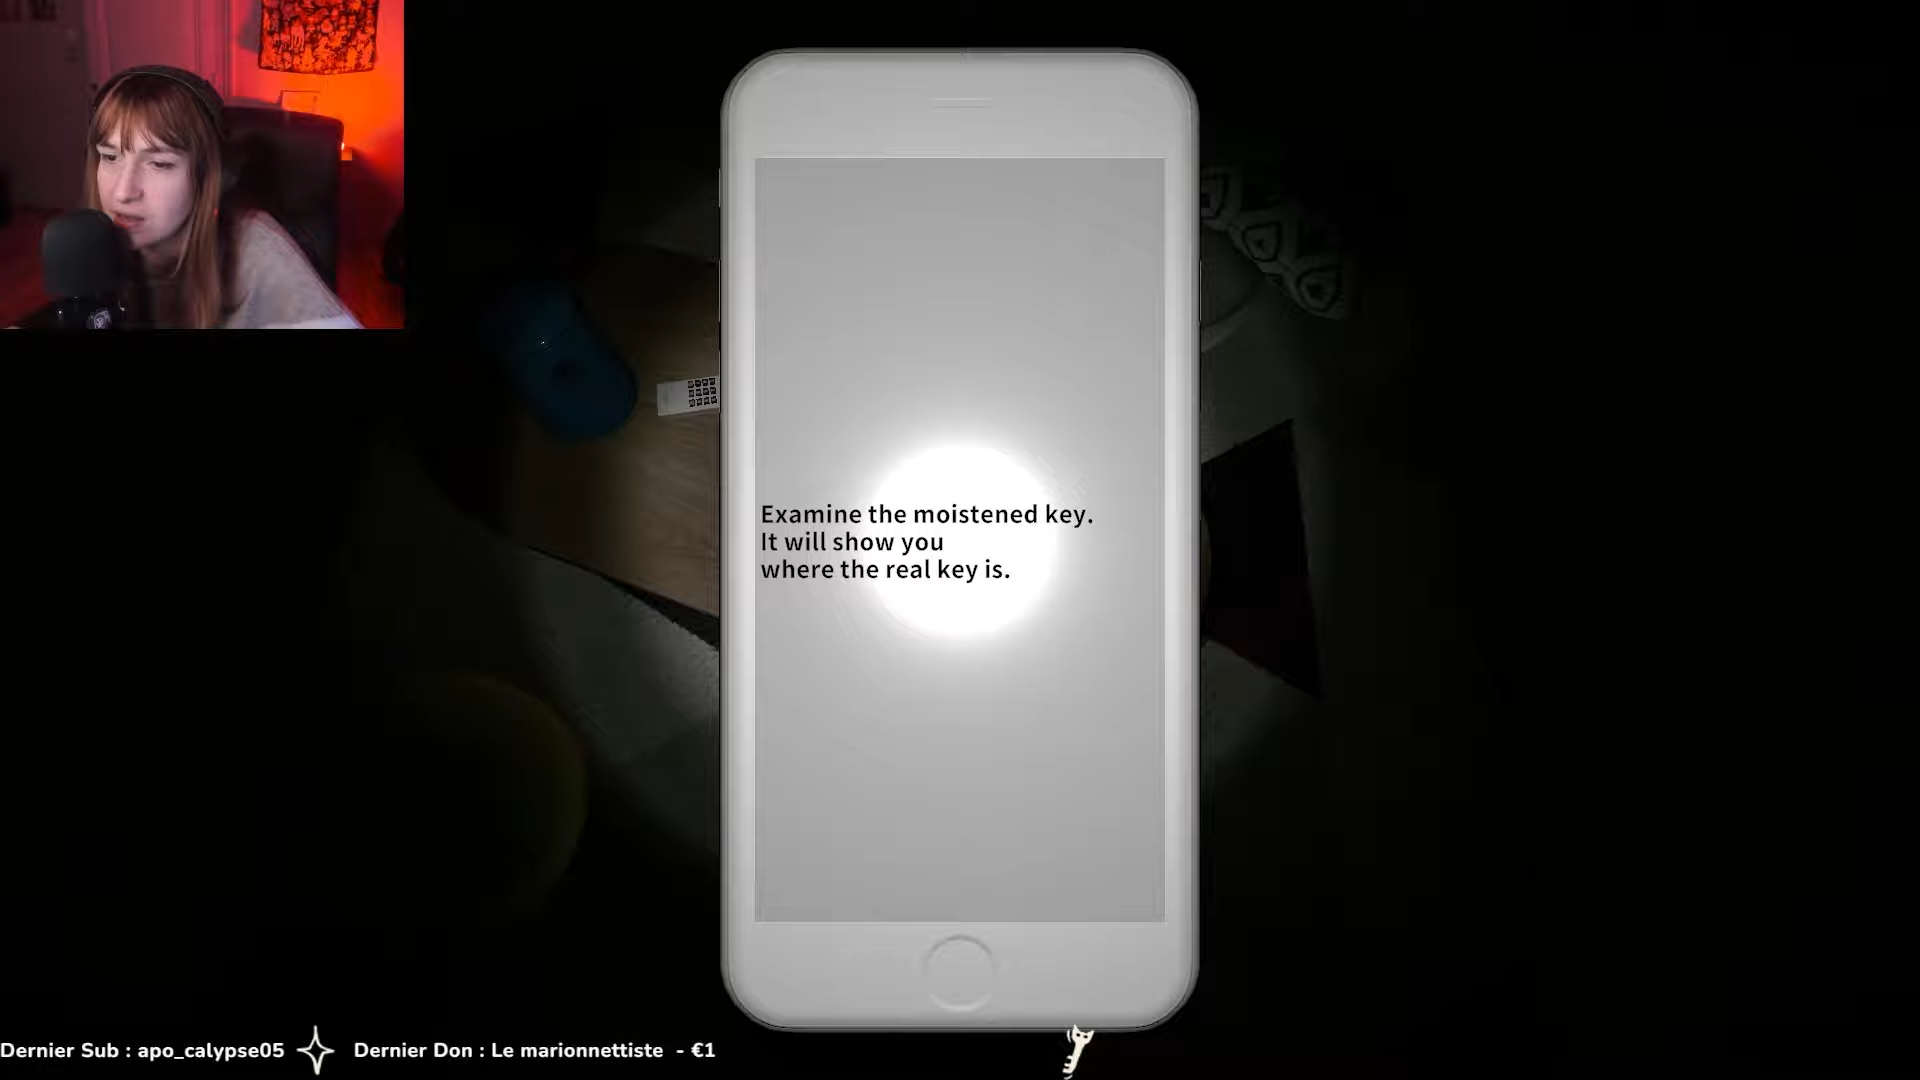 Examine the moistened key.
It will show you
where the real key is.
Dernier Sub : apo_calypse05
Dernier Don : Le marionnettiste - €1